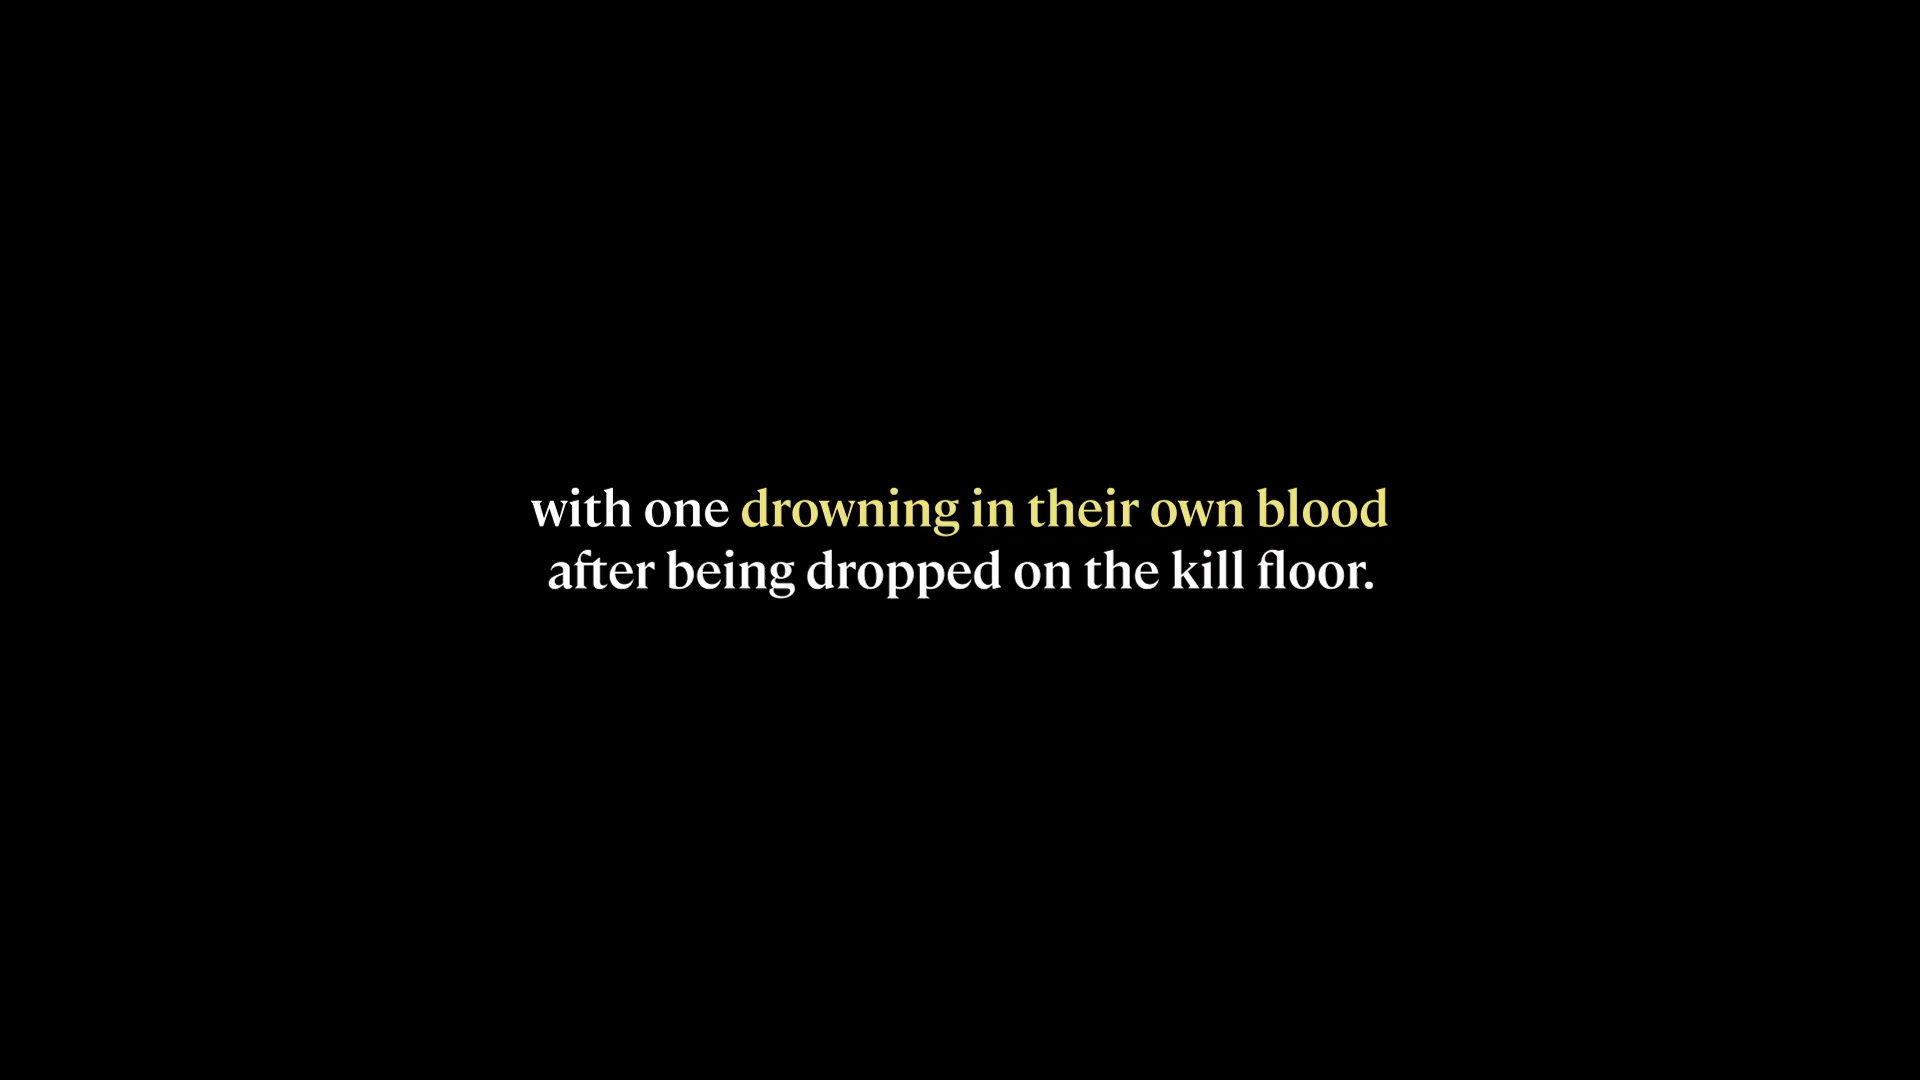 with one drowning in their own blood
after being dropped on the kill floor.